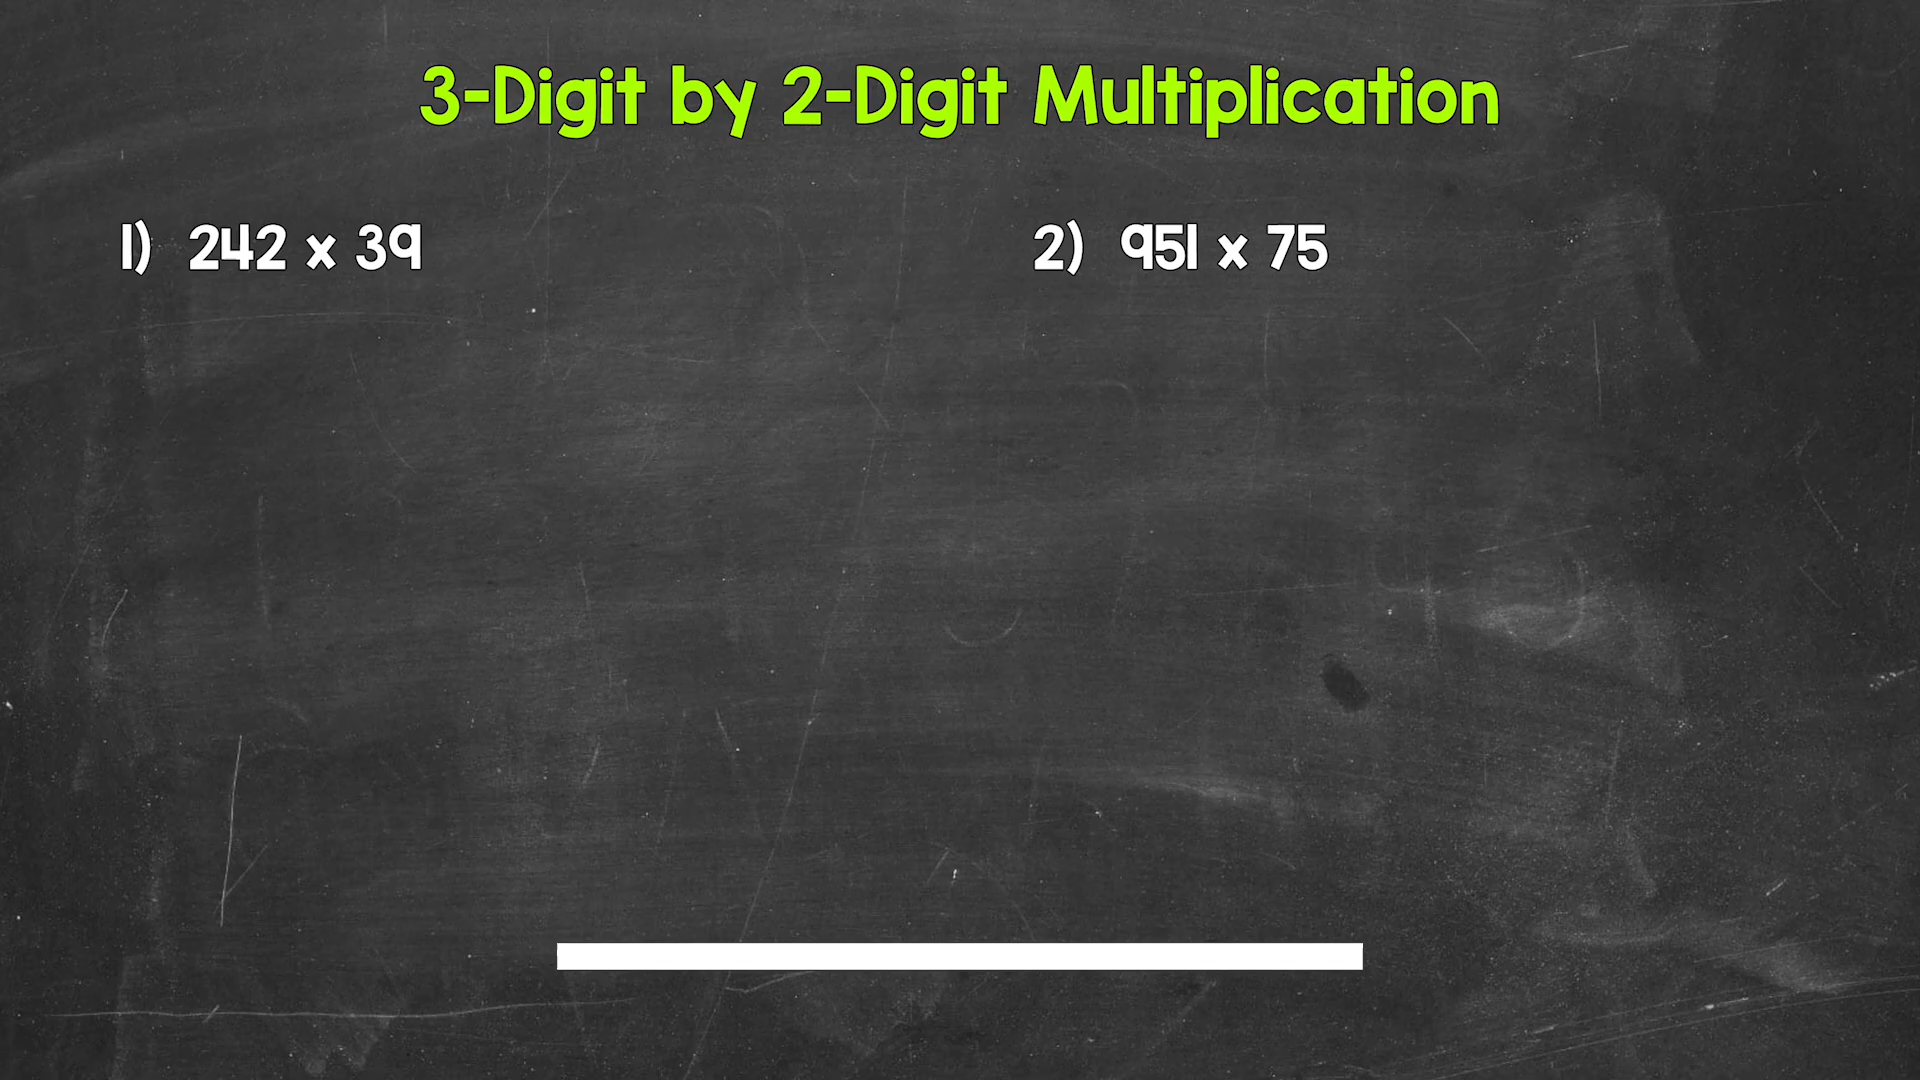 3-Digit by 2-Digit Multiplication
1) 242 x 39
2) 951 x 75